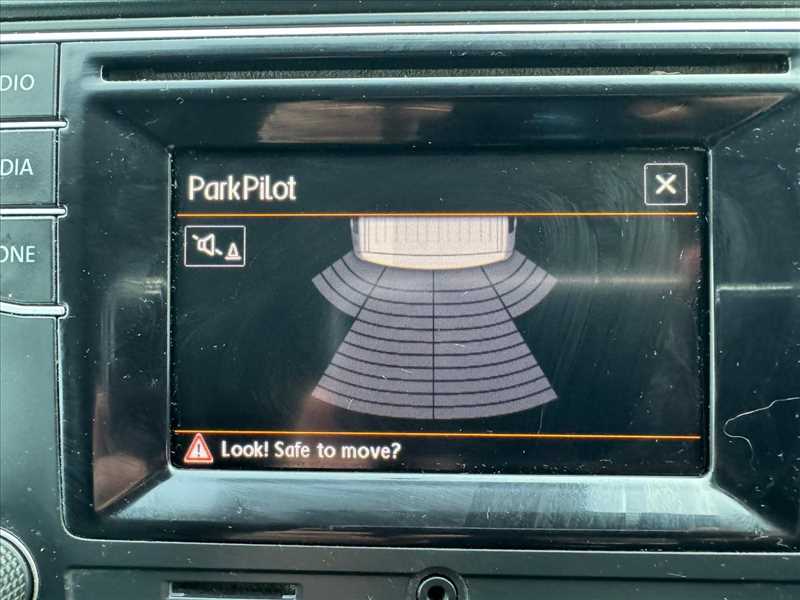 DIO
DIA
ONE
ParkPilot
Look! Safe to move?